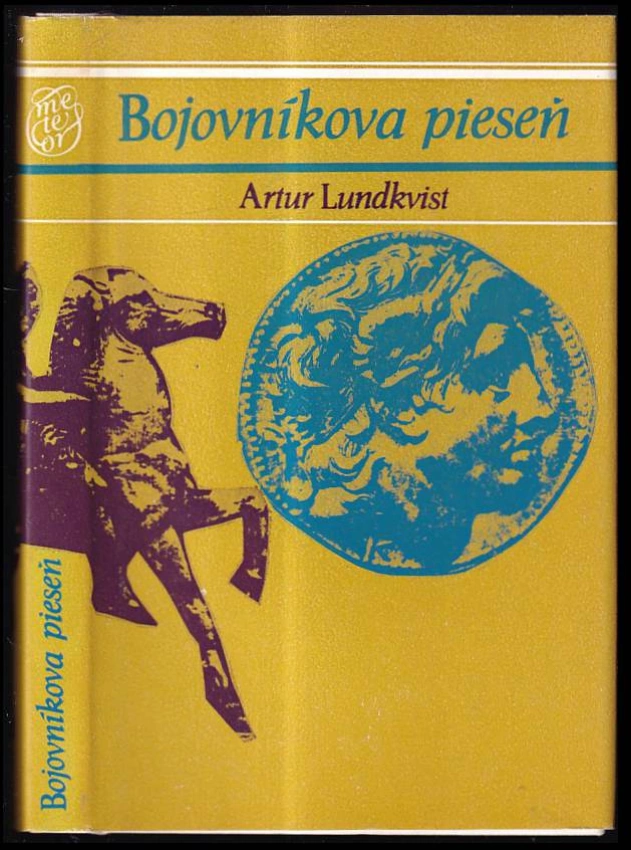 me
te
or
Bojovníkova pieseň
Artur Lundkvist
Bojovníkova pieseň